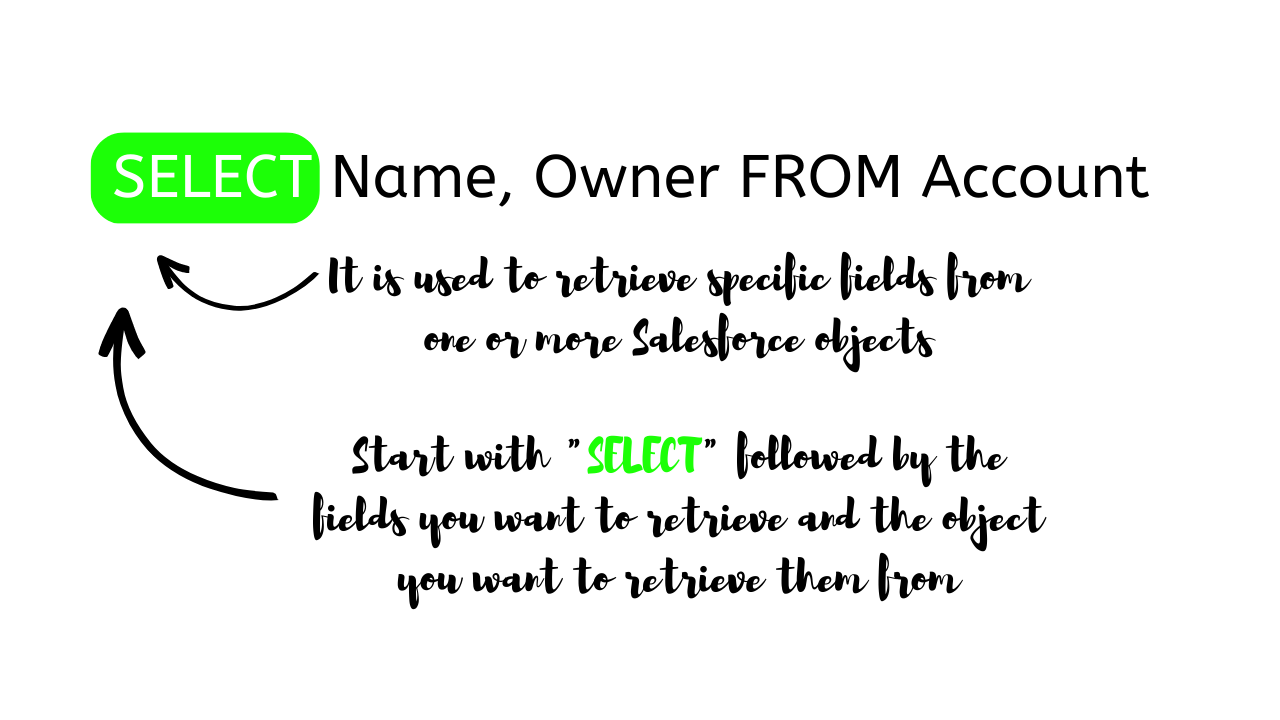 SELECT Name, Owner FROM Account
It is used to retrieve specific fields from
one or more Salesforce objects
Start with "SELECT" followed by the
fields you want to retrieve and the object
you want to retrieve them from